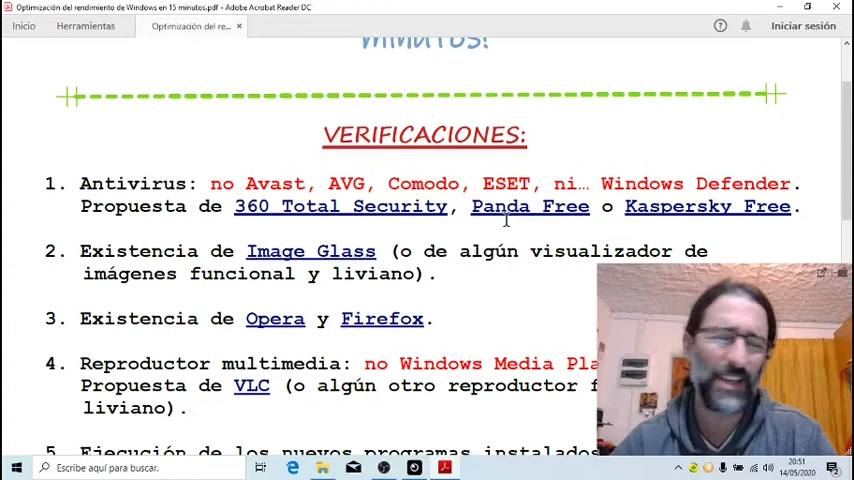 Optimización del rendimiento de Windows en 15 minutos.pdf - Adobe Acrobat Reader DC
Inicio Herramientas Optimización del re... × Iniciar sesión
minutos!
VERIFICACIONES:
1. Antivirus: no Avast, AVG, Comodo, ESET, ni… Windows Defender.
Propuesta de 360 Total Security, Panda Free o Kaspersky Free.
2. Existencia de Image Glass (o de algún visualizador de
imágenes funcional y liviano).
3. Existencia de Opera y Firefox.
4. Reproductor multimedia: no Windows Media Pla
Propuesta de VLC (o algún otro reproductor f
liviano).
5. Ejecución de los nuevos programas instalados
Escribe aquí para buscar.
20:51
14/05/2020